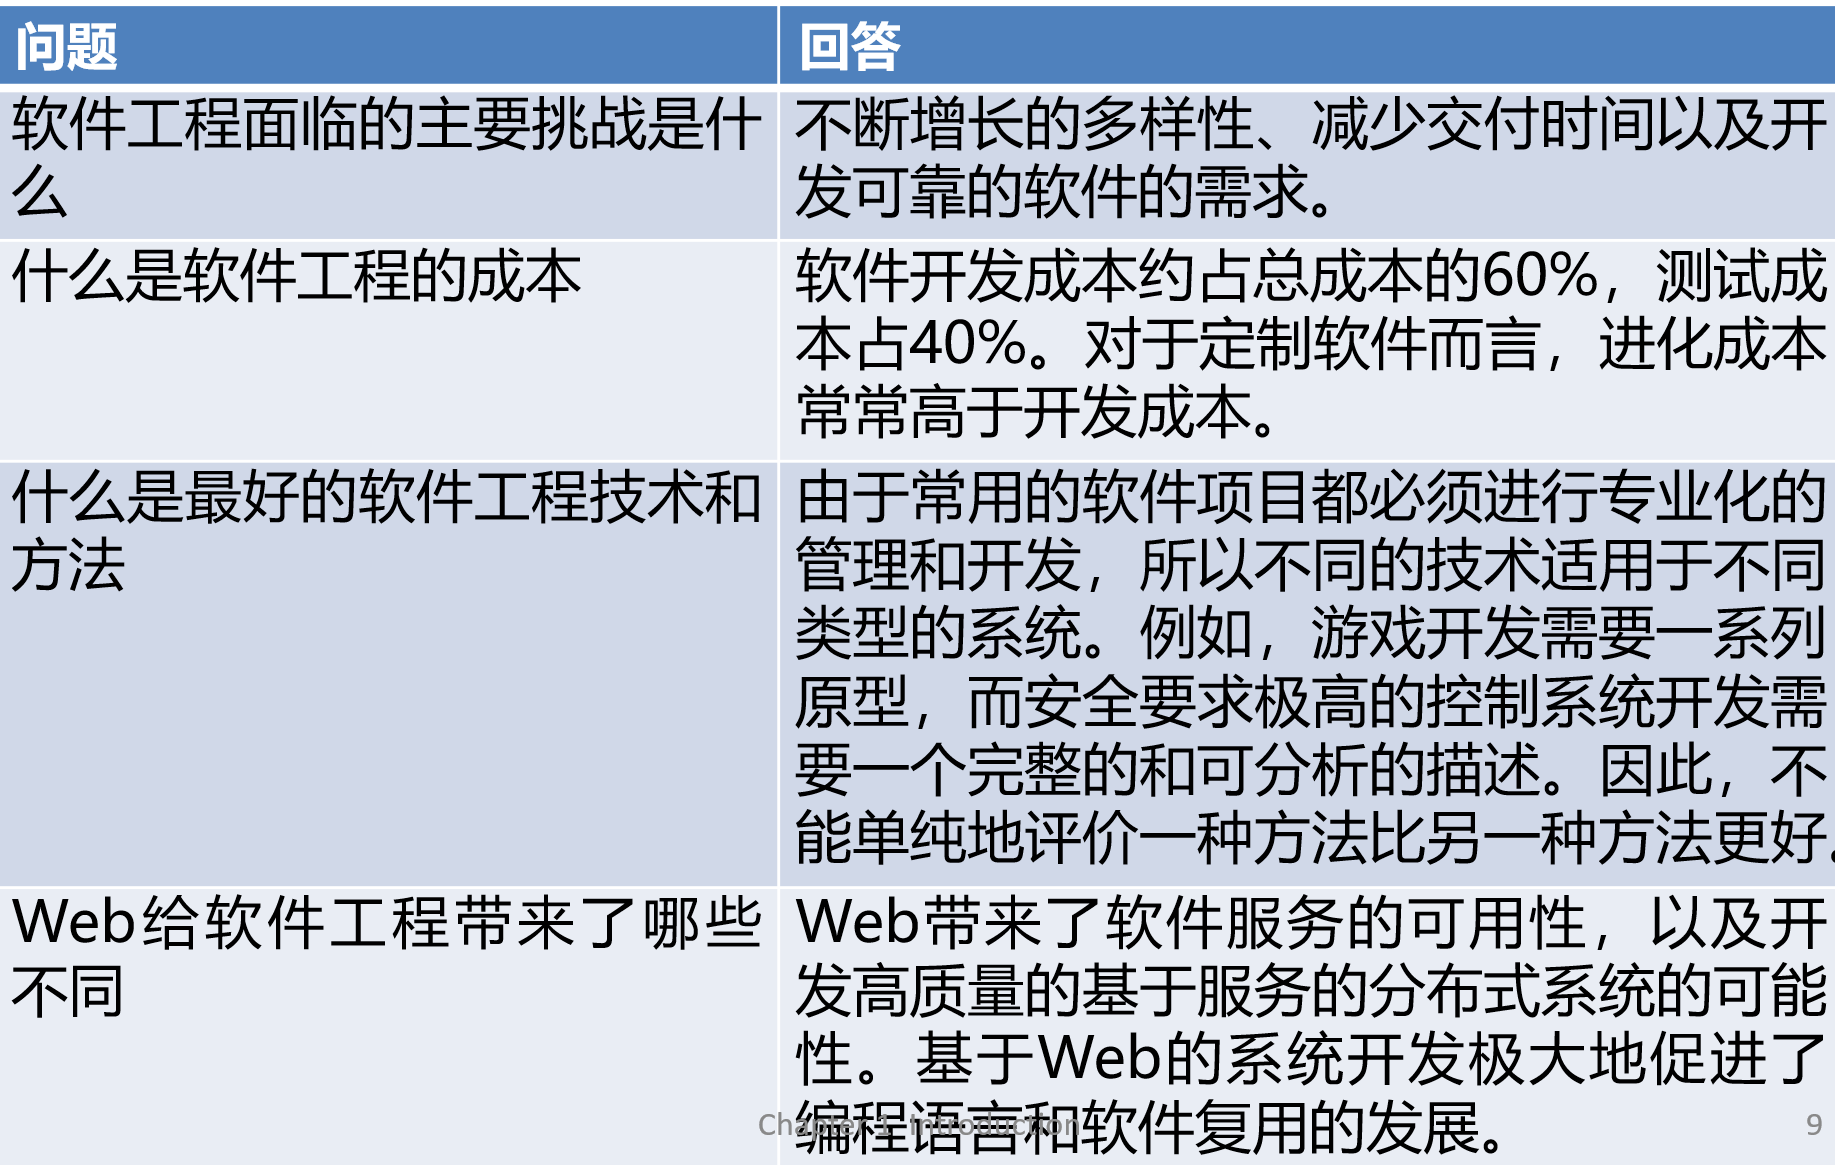 问题
回答
软件工程面临的主要挑战是什
么
不断增长的多样性、减少交付时间以及开
发可靠的软件的需求。
什么是软件工程的成本
软件开发成本约占总成本的60%，测试成
本占40%。对于定制软件而言，进化成本
常常高于开发成本。
什么是最好的软件工程技术和
方法
由于常用的软件项目都必须进行专业化的
管理和开发，所以不同的技术适用于不同
类型的系统。例如，游戏开发需要一系列
原型，而安全要求极高的控制系统开发需
要一个完整的和可分析的描述。因此，不
能单纯地评价一种方法比另一种方法更好。
Web给软件工程带来了哪些
不同
Web带来了软件服务的可用性，以及开
发高质量的基于服务的分布式系统的可能
性。基于Web的系统开发极大地促进了
编程语言和软件复用的发展。
Chapter 1 Introduction
9